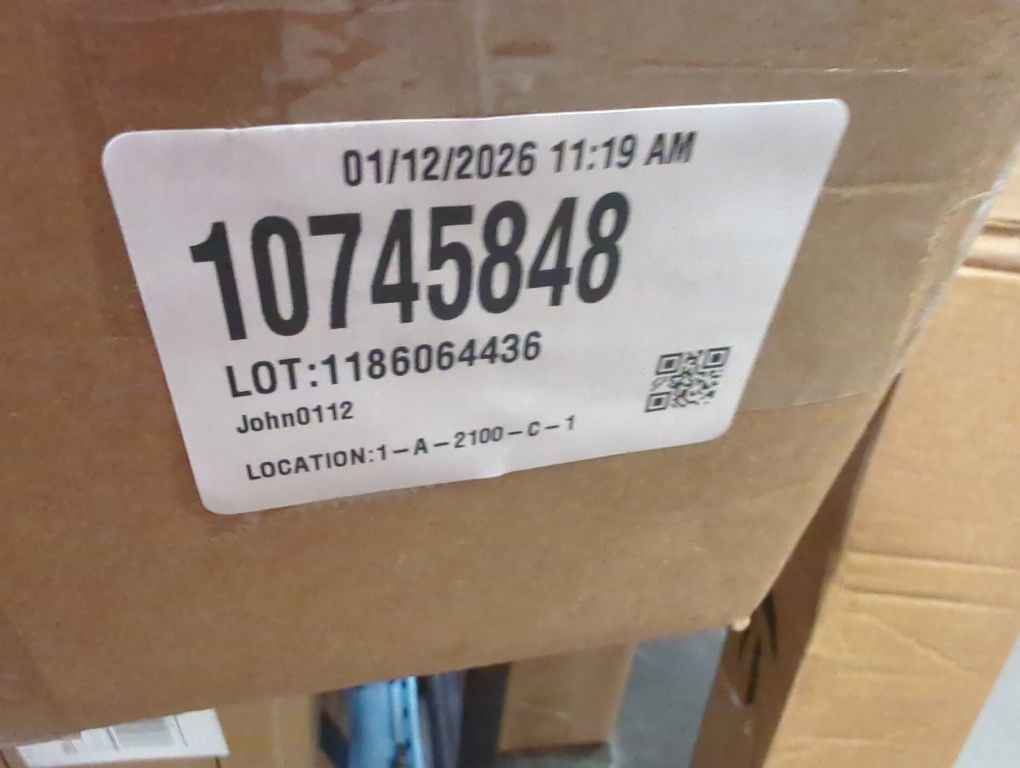 01/12/2026 11:19 AM
10745848
LOT:1186064436
John0112
LOCATION:1-A-2100-C-1